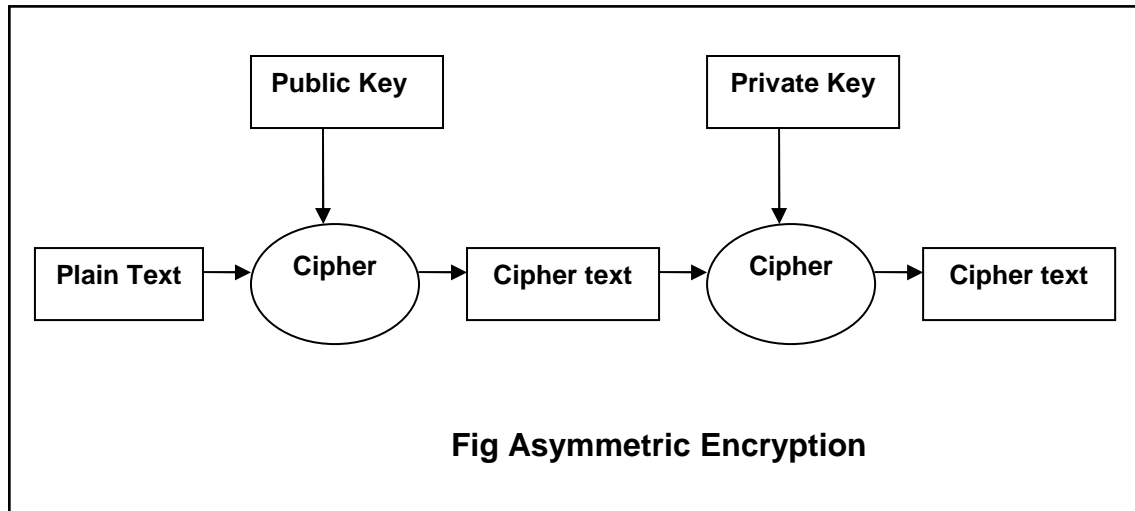 Public Key
Private Key
Plain Text
Cipher
Cipher text
Cipher
Cipher text
Fig Asymmetric Encryption